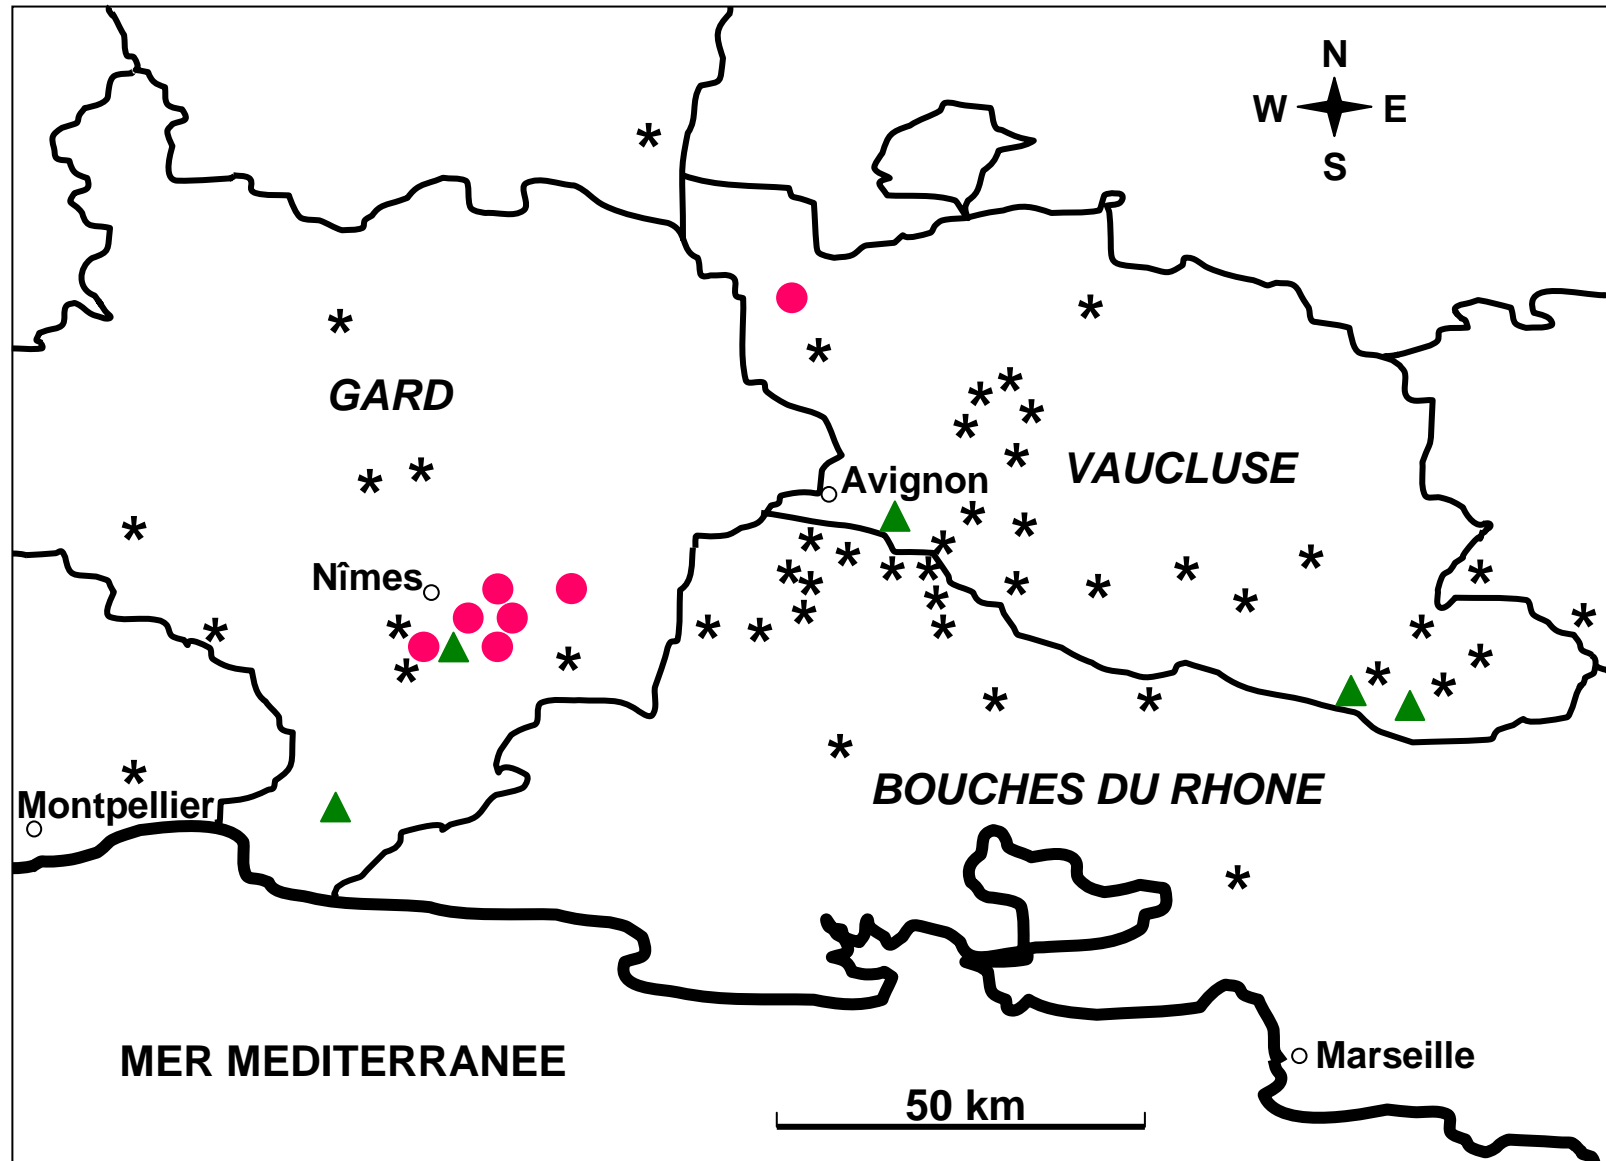 N
W E
S
GARD
VAUCLUSE
Avignon
Nîmes
BOUCHES DU RHONE
Montpellier
MER MEDITERRANEE
Marseille
50 km